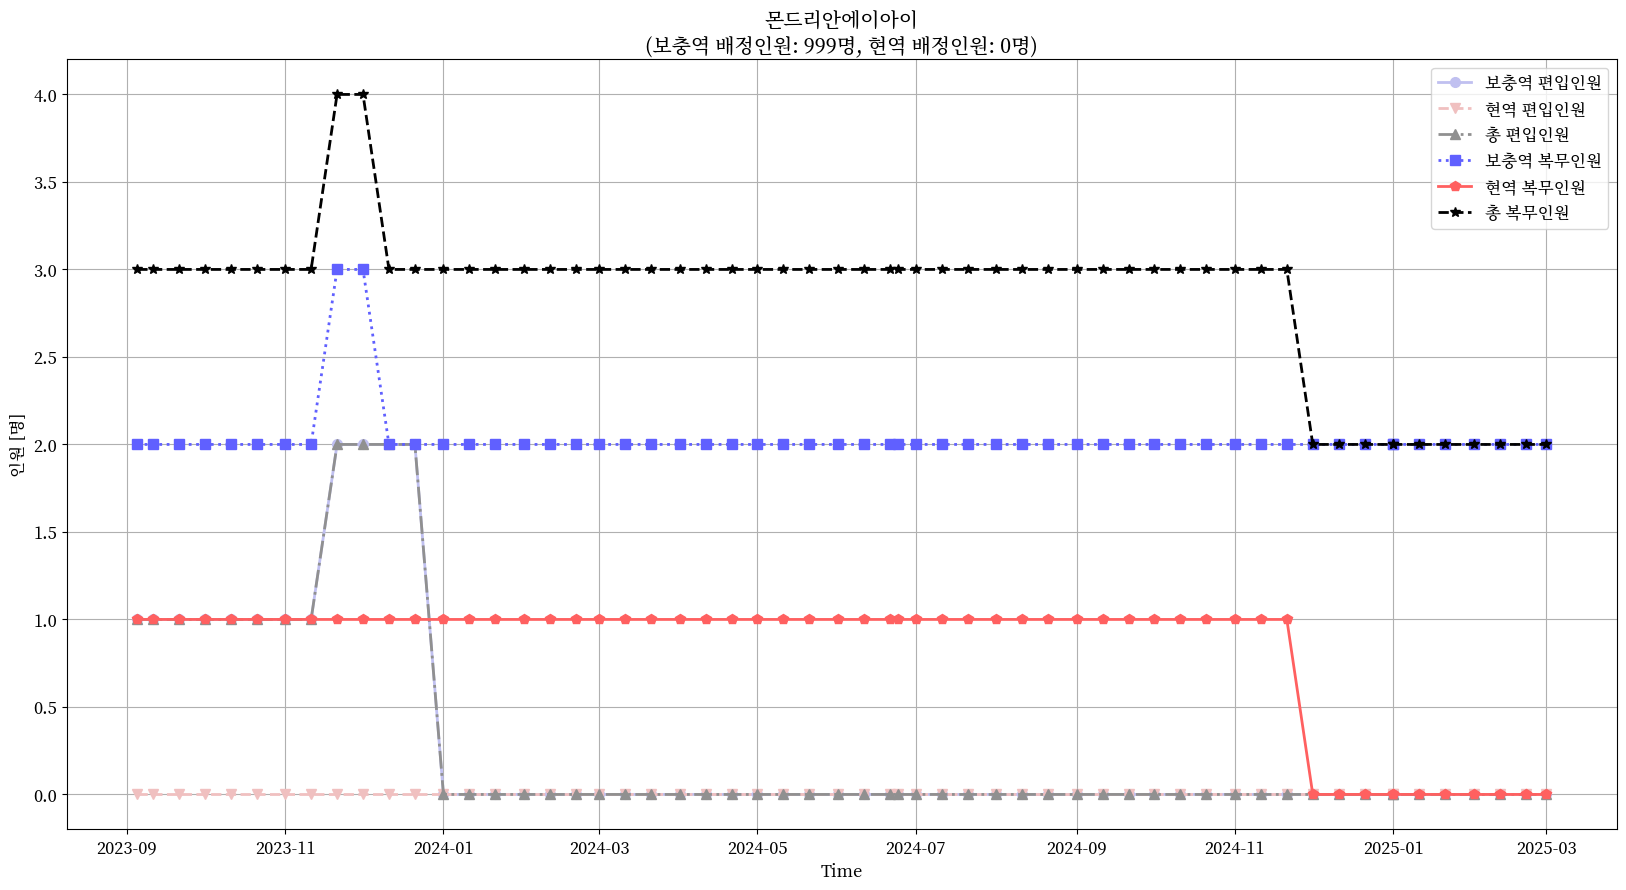 몬드리안에이아이
(보충역 배정인원: 999명, 현역 배정인원: 0명)
보충역 편입인원
현역 편입인원
총 편입인원
보충역 복무인원
현역 복무인원
총 복무인원
인원 [명]
4.0
3.5
3.0
2.5
2.0
1.5
1.0
0.5
0.0
2023-09 2023-11 2024-01 2024-03 2024-05 2024-07 2024-09 2024-11 2025-01 2025-03
Time